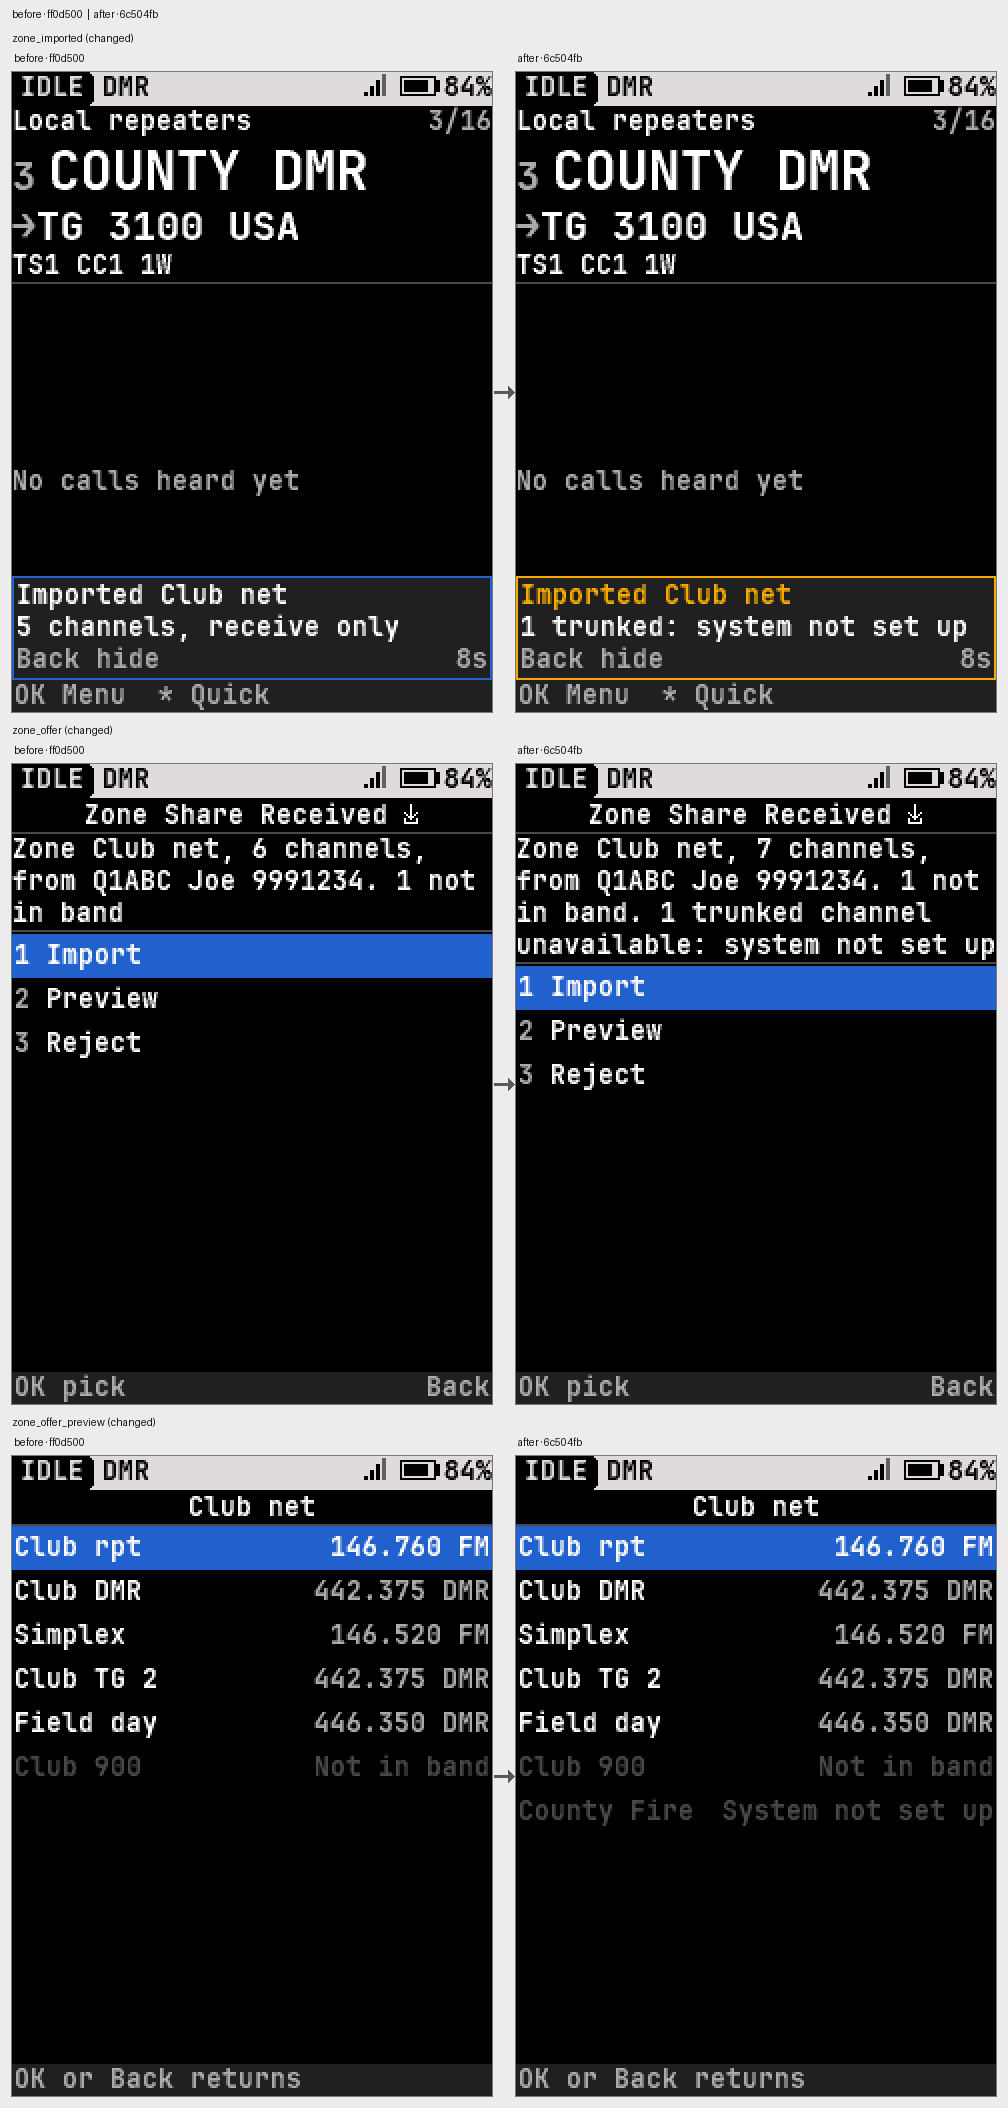 before · ff0d500 | after · 6c504fb
zone_imported (changed)
before · ff0d500
IDLE DMR 84%
Local repeaters 3/16
3 COUNTY DMR
→TG 3100 USA
TS1 CC1 1W
No calls heard yet
Imported Club net
5 channels, receive only
Back hide 8s
OK Menu * Quick
after · 6c504fb
IDLE DMR 84%
Local repeaters 3/16
3 COUNTY DMR
→TG 3100 USA
TS1 CC1 1W
No calls heard yet
Imported Club net
1 trunked: system not set up
Back hide 8s
OK Menu * Quick
zone_offer (changed)
before · ff0d500
IDLE DMR 84%
Zone Share Received
Zone Club net, 6 channels,
from Q1ABC Joe 9991234. 1 not
in band
1 Import
2 Preview
3 Reject
OK pick Back
after · 6c504fb
IDLE DMR 84%
Zone Share Received
Zone Club net, 7 channels,
from Q1ABC Joe 9991234. 1 not
in band. 1 trunked channel
unavailable: system not set up
1 Import
2 Preview
3 Reject
OK pick Back
zone_offer_preview (changed)
before · ff0d500
IDLE DMR 84%
Club net
Club rpt 146.760 FM
Club DMR 442.375 DMR
Simplex 146.520 FM
Club TG 2 442.375 DMR
Field day 446.350 DMR
Club 900 Not in band
OK or Back returns
after · 6c504fb
IDLE DMR 84%
Club net
Club rpt 146.760 FM
Club DMR 442.375 DMR
Simplex 146.520 FM
Club TG 2 442.375 DMR
Field day 446.350 DMR
Club 900 Not in band
County Fire System not set up
OK or Back returns